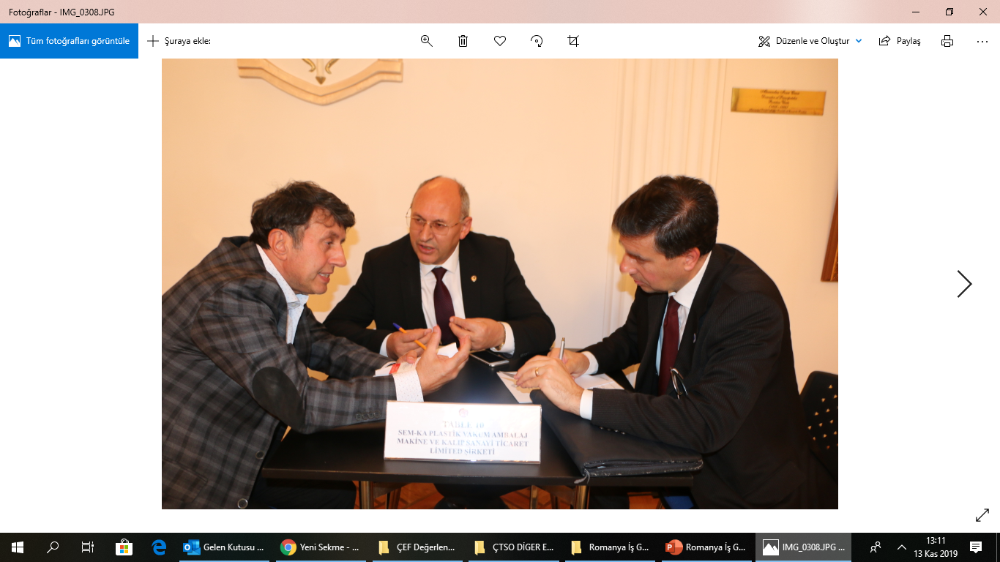 Fotoğraflar - IMG_0308.JPG
Tüm fotoğrafları görüntüle
Şuraya ekle:
Düzenle ve Oluştur
Paylaş
TABLE 10
SEM-KA PLASTİK VAKUM AMBALAJ
MAKİNE VE KALIP SANAYİ TİCARET
LİMİTED ŞİRKETİ
Gelen Kutusu ...
Yeni Sekme - ...
ÇEF Değerlen...
ÇTSO DİĞER E...
Romanya İş G...
Romanya İş G...
IMG_0308.JPG ...
13:11
13 Kas 2019